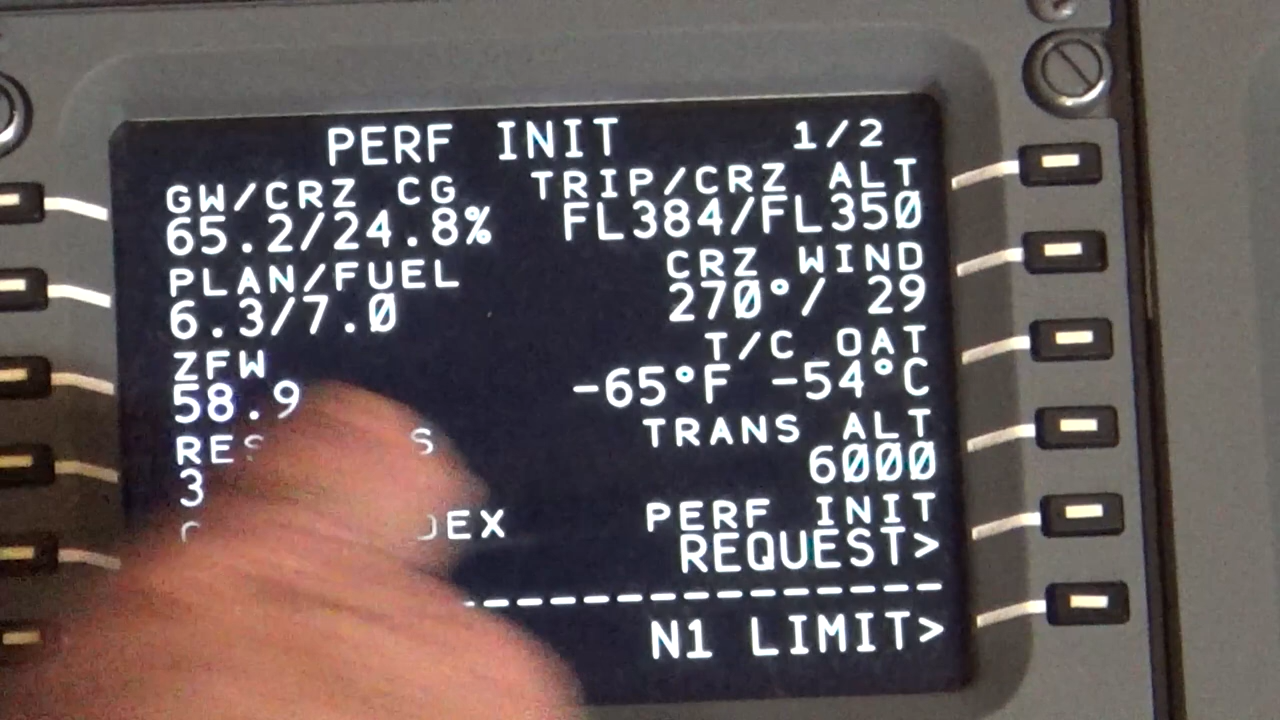 PERF INIT 1/2
GW/CRZ CG TRIP/CRZ ALT
65.2/24.8% FL384/FL350
PLAN/FUEL CRZ WIND
6.3/7.0 270°/ 29
ZFW T/C OAT
58.9 -65°F -54°C
TRANS ALT
3 6000
PERF INIT
REQUEST>
N1 LIMIT>